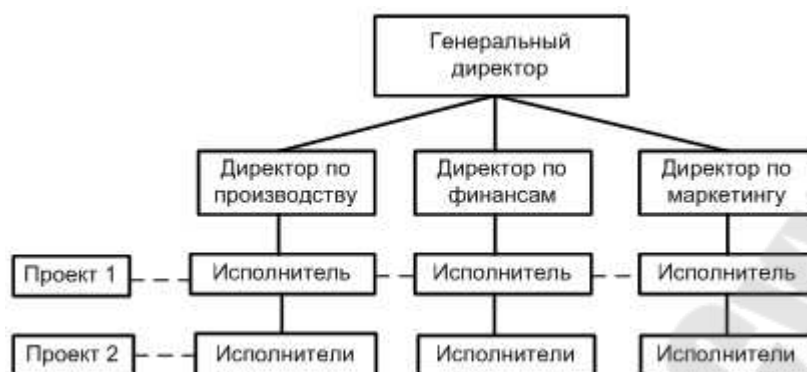 Генеральный
директор
Директор по
производству
Директор по
финансам
Директор по
маркетингу
Проект 1
Исполнитель
Исполнитель
Исполнитель
Проект 2
Исполнители
Исполнители
Исполнители